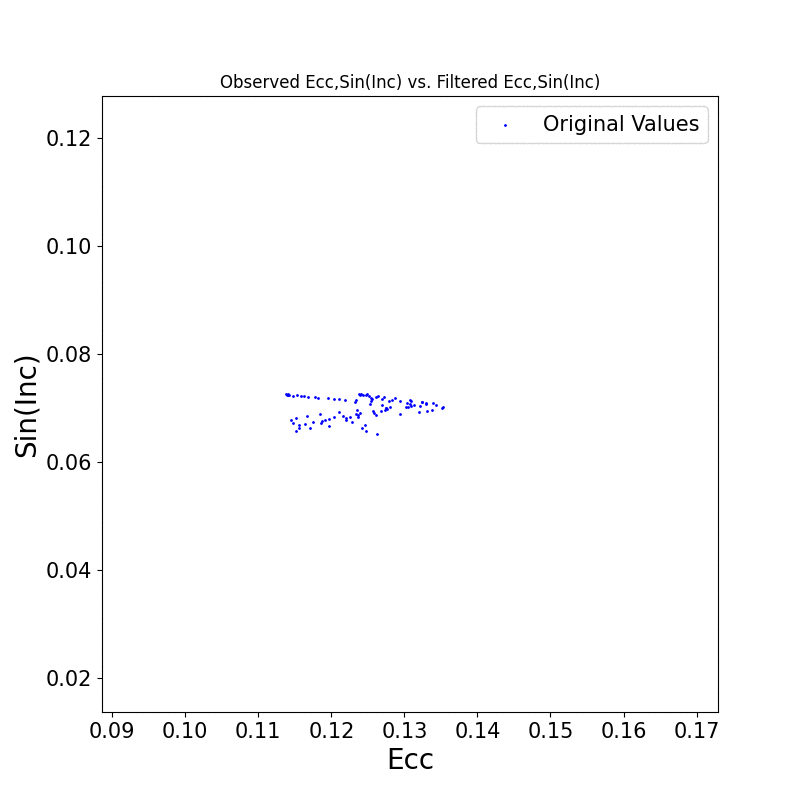 Observed Ecc,Sin(Inc) vs. Filtered Ecc,Sin(Inc)
Original Values
0.12
0.10
0.08
0.06
0.04
0.02
Sin(Inc)
0.09 0.10 0.11 0.12 0.13 0.14 0.15 0.16 0.17
Ecc